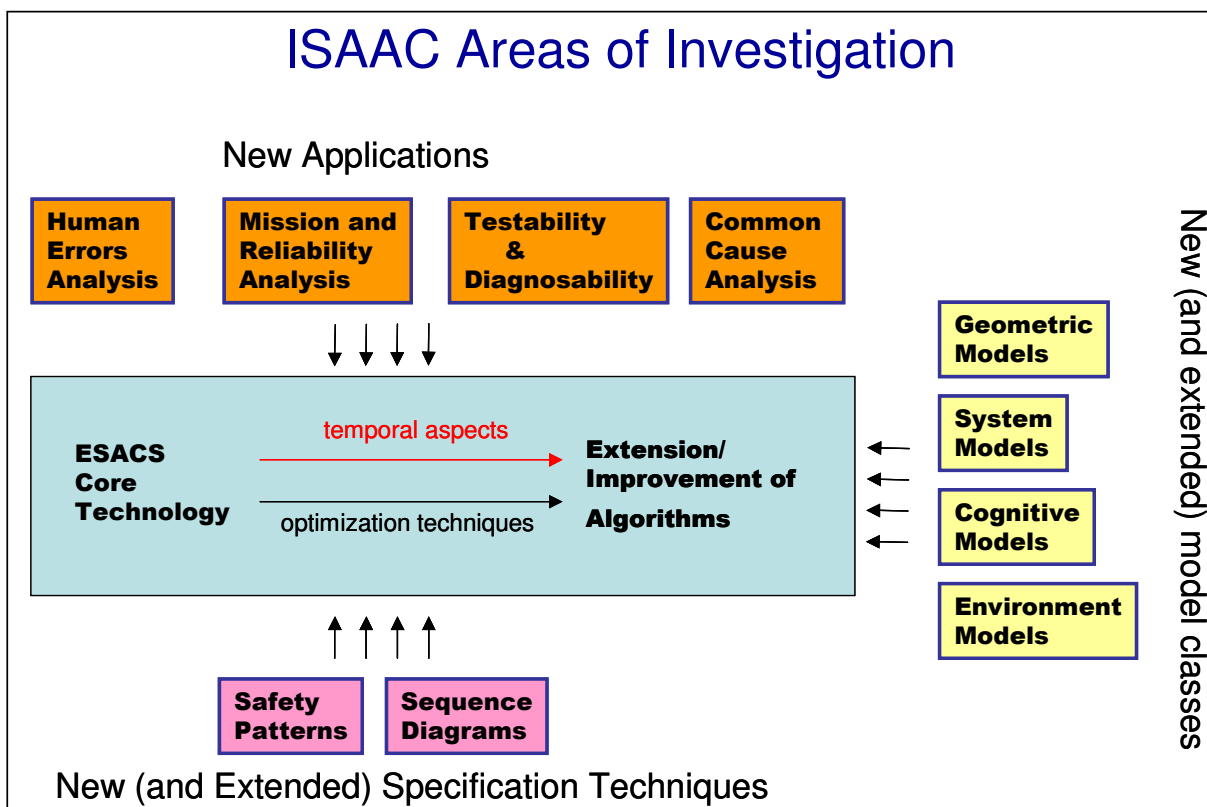 ISAAC Areas of Investigation
New Applications
Human
Errors
Analysis
Mission and
Reliability
Analysis
Testability
&
Diagnosability
Common
Cause
Analysis
Geometric
Models
System
Models
Cognitive
Models
Environment
Models
New (and extended) model classes
ESACS
Core
Technology
temporal aspects
optimization techniques
Extension/
Improvement of
Algorithms
Safety
Patterns
Sequence
Diagrams
New (and Extended) Specification Techniques